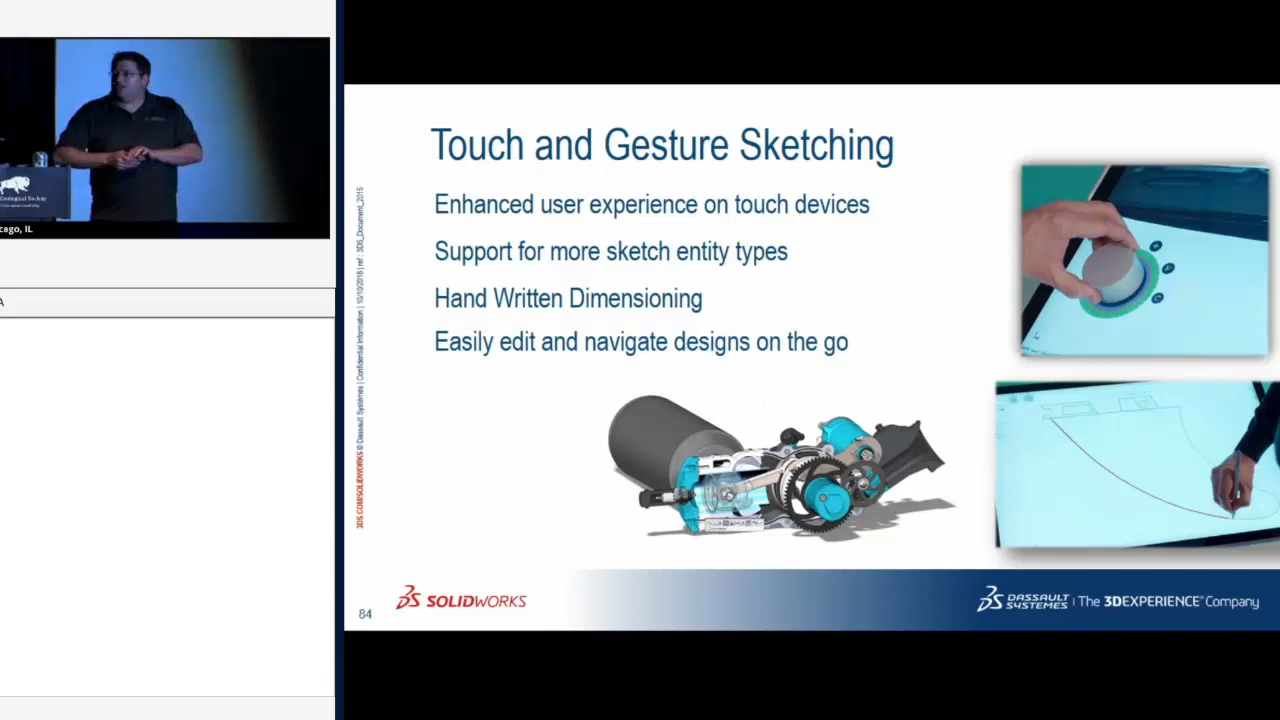 Zoological Society
cago, IL
A
Touch and Gesture Sketching
Enhanced user experience on touch devices
Support for more sketch entity types
Hand Written Dimensioning
Easily edit and navigate designs on the go
3DS.COM/SOLIDWORKS © Dassault Systèmes | Confidential Information | 10/10/2016 | ref.: 3DS_Document_2015
84
SOLIDWORKS
DASSAULT SYSTEMES | The 3DEXPERIENCE® Company